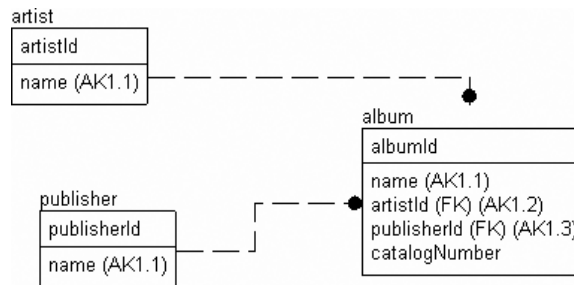 artist
artistId
name (AK1.1)
album
albumId
name (AK1.1)
artistId (FK) (AK1.2)
publisherId (FK) (AK1.3)
catalogNumber
publisher
publisherId
name (AK1.1)